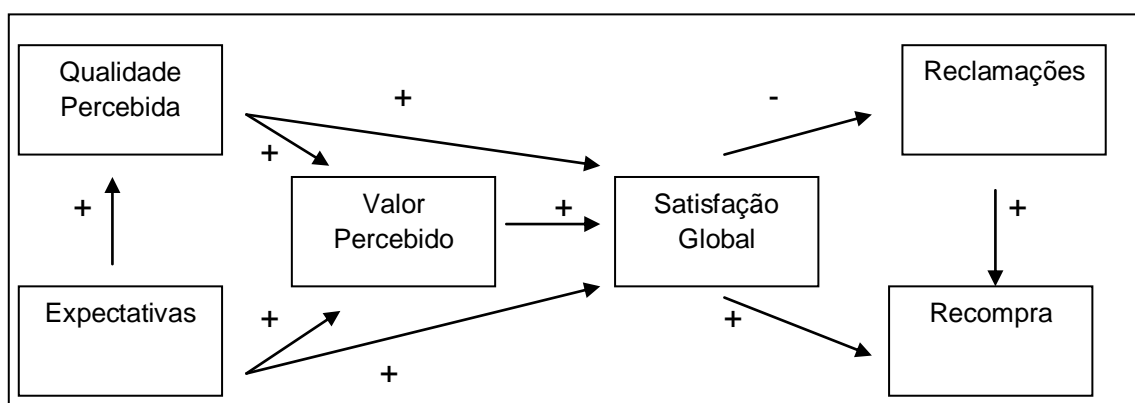 Qualidade
Percebida
+
-
Reclamações
+
+
Valor
Percebido
+
Satisfação
Global
+
Expectativas
+
+
+
Recompra